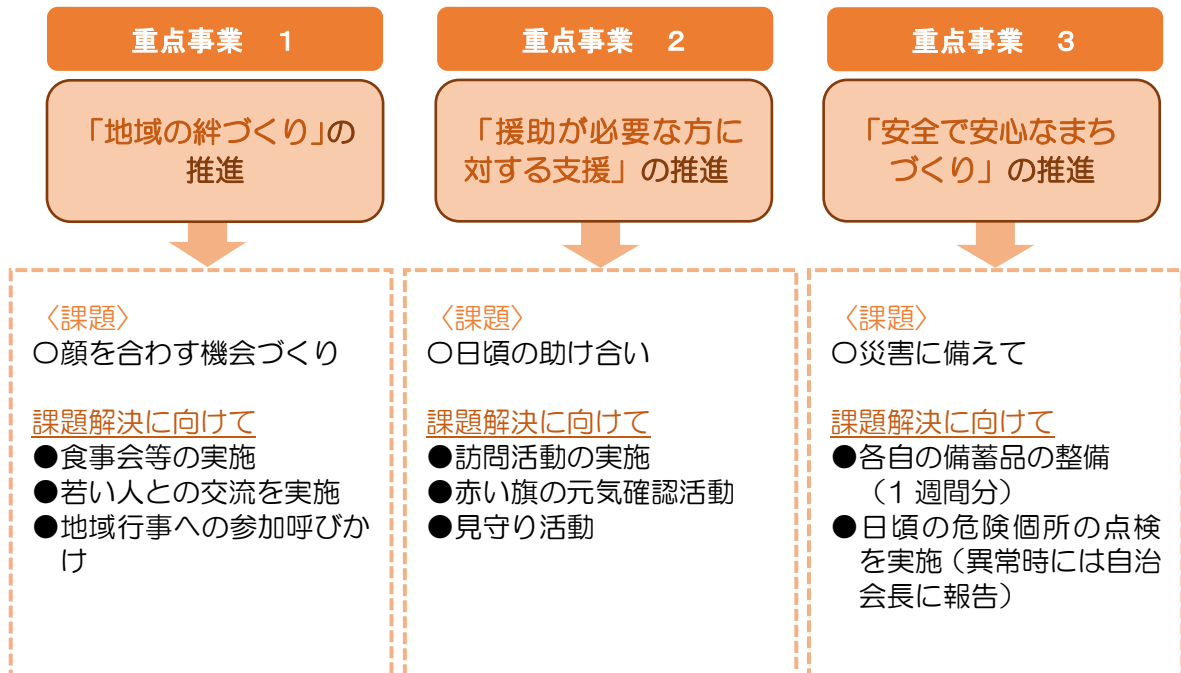 重点事業　１
「地域の絆づくり」の
推進
〈課題〉
○顔を合わす機会づくり
課題解決に向けて
●食事会等の実施
●若い人との交流を実施
●地域行事への参加呼びか
け
重点事業　２
「援助が必要な方に
対する支援」の推進
〈課題〉
○日頃の助け合い
課題解決に向けて
●訪問活動の実施
●赤い旗の元気確認活動
●見守り活動
重点事業　３
「安全で安心なまち
づくり」の推進
〈課題〉
○災害に備えて
課題解決に向けて
●各自の備蓄品の整備
（1 週間分）
●日頃の危険個所の点検
を実施（異常時には自治
会長に報告）